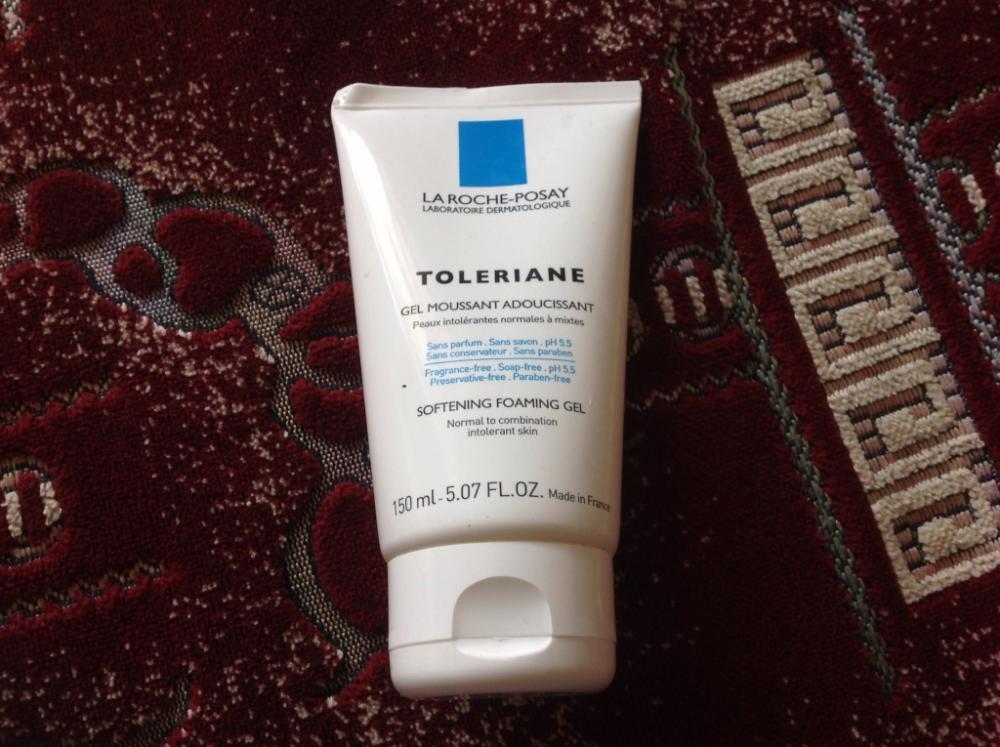 LA ROCHE-POSAY
LABORATOIRE DERMATOLOGIQUE
TOLERIANE
GEL MOUSSANT ADOUCISSANT
Peaux intolérantes normales à mixtes
Sans parfum . Sans savon . pH 5.5
Sans conservateur . Sans paraben
Fragrance-free . Soap-free . pH 5.5
Preservative-free . Paraben-free
SOFTENING FOAMING GEL
Normal to combination
intolerant skin
150 ml - 5.07 FL.OZ. Made in France